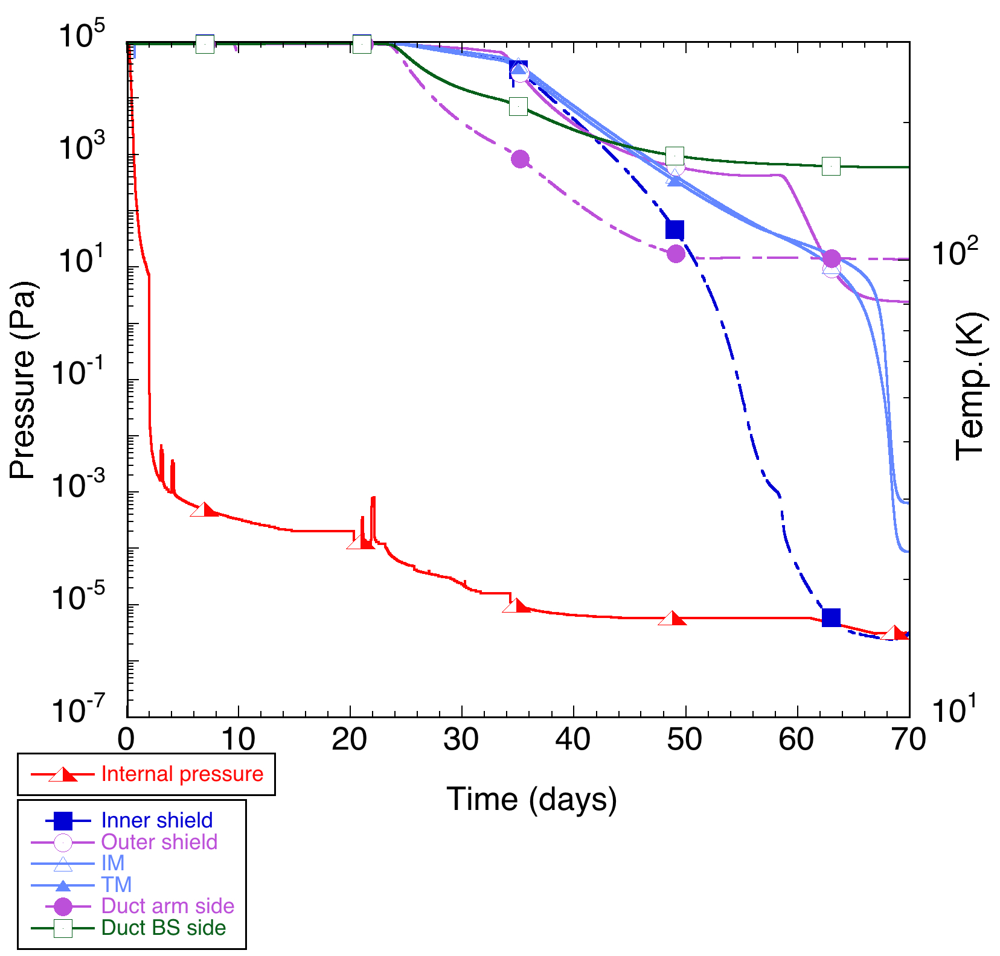 10^5
10^3
10^1
10^-1
10^-3
10^-5
10^-7
Pressure (Pa)
10^2
10^1
Temp.(K)
0 10 20 30 40 50 60 70
Time (days)
Internal pressure
Inner shield
Outer shield
IM
TM
Duct arm side
Duct BS side